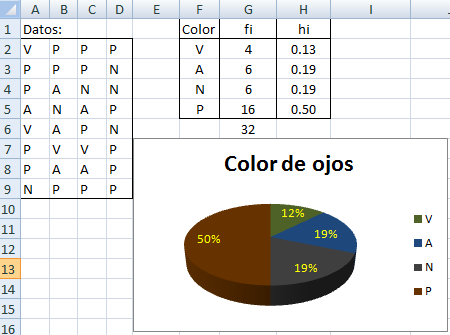 A B C D E F G H I J
1 Datos: Color fi hi
2 V P P P V 4 0.13
3 P P P N A 6 0.19
4 P A N N N 6 0.19
5 A N A P P 16 0.50
6 V A P N 32
7 P V V P
8 P A A P
9 N P P P
10
11
12
13
14
15
16
Color de ojos
12%
19%
19%
50%
V
A
N
P